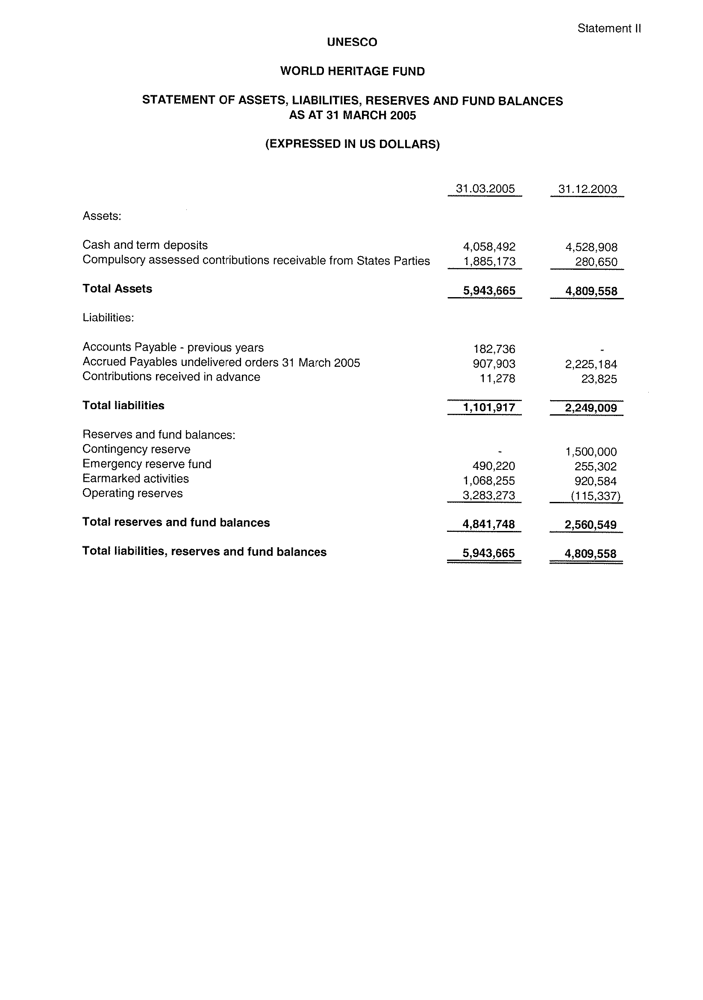 Statement II
UNESCO
WORLD HERITAGE FUND
STATEMENT OF ASSETS, LIABILITIES, RESERVES AND FUND BALANCES
AS AT 31 MARCH 2005
(EXPRESSED IN US DOLLARS)
31.03.2005 31.12.2003
Assets:
Cash and term deposits 4,058,492 4,528,908
Compulsory assessed contributions receivable from States Parties 1,885,173 280,650
Total Assets 5,943,665 4,809,558
Liabilities:
Accounts Payable - previous years 182,736 -
Accrued Payables undelivered orders 31 March 2005 907,903 2,225,184
Contributions received in advance 11,278 23,825
Total liabilities 1,101,917 2,249,009
Reserves and fund balances:
Contingency reserve - 1,500,000
Emergency reserve fund 490,220 255,302
Earmarked activities 1,068,255 920,584
Operating reserves 3,283,273 (115,337)
Total reserves and fund balances 4,841,748 2,560,549
Total liabilities, reserves and fund balances 5,943,665 4,809,558